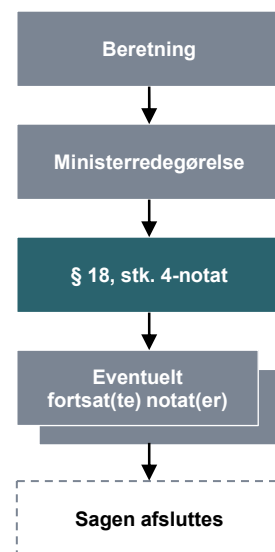 Beretning
Ministerredegørelse
§ 18, stk. 4-notat
Eventuelt
fortsat(te) notat(er)
Sagen afsluttes